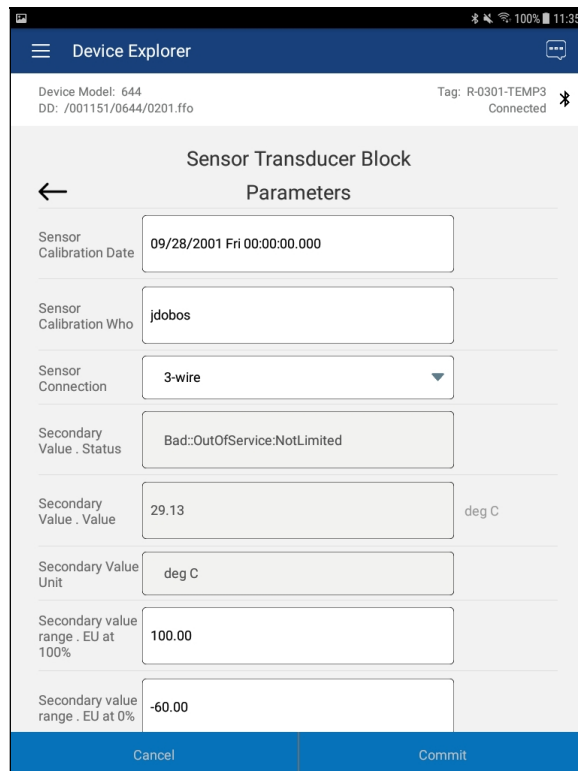 100% 11:35
Device Explorer
Device Model: 644
Tag: R-0301-TEMP3
DD: /001151/0644/0201.ffo
Connected
Sensor Transducer Block
Parameters
Sensor
Calibration Date
09/28/2001 Fri 00:00:00.000
Sensor
Calibration Who
jdobos
Sensor
Connection
3-wire
Secondary
Value . Status
Bad::OutOfService:NotLimited
Secondary
Value . Value
29.13
deg C
Secondary Value
Unit
deg C
Secondary value
range . EU at
100%
100.00
Secondary value
range . EU at 0%
-60.00
Cancel
Commit